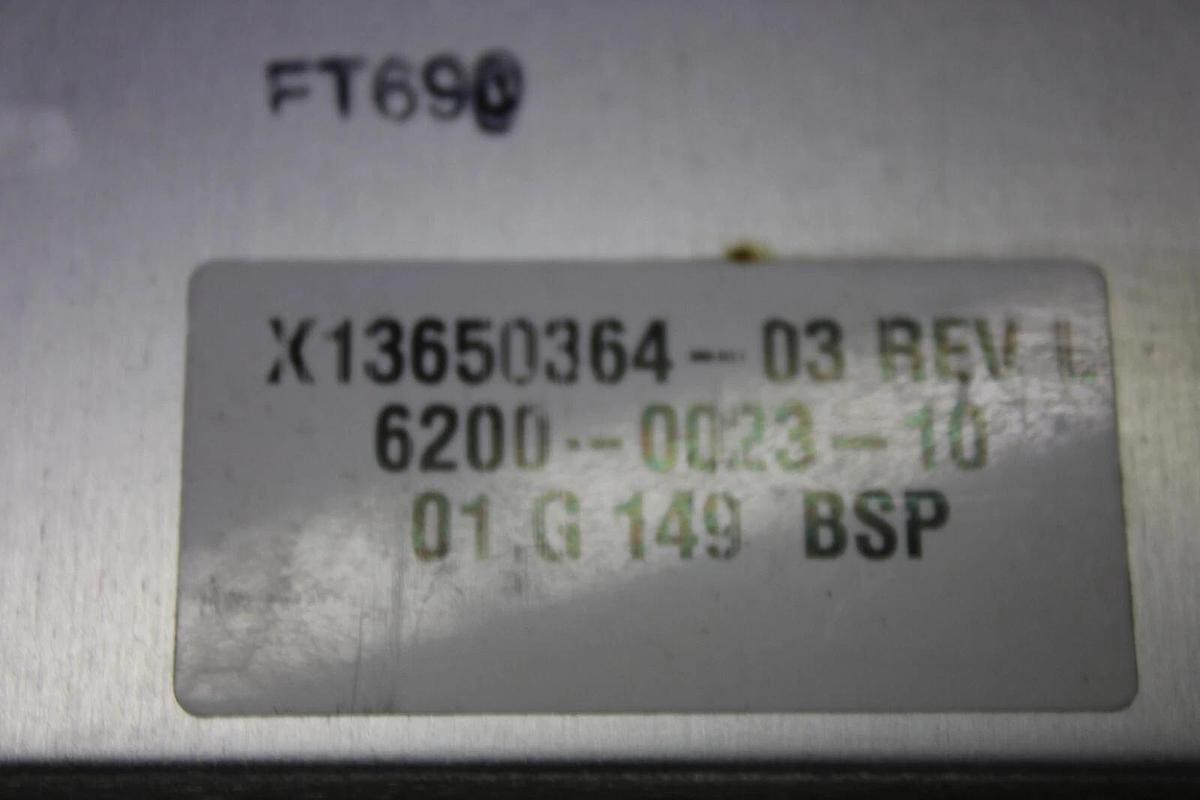 FT690
X13650364-03 REV L
6200-0023-10
01 G 149 BSP